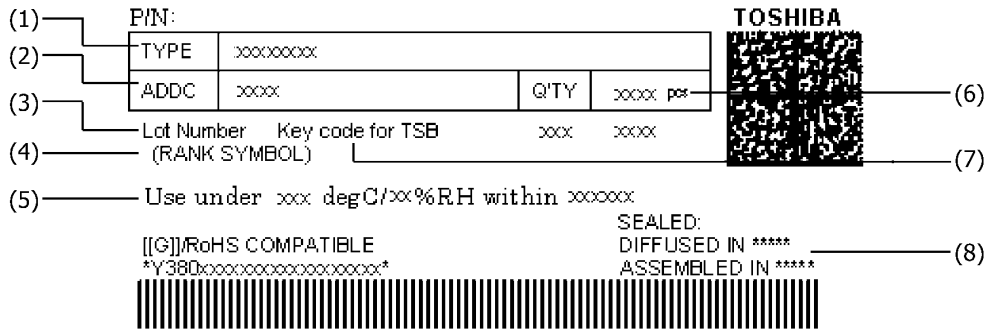 (1) P/N: TOSHIBA
TYPE xxxxxxxx
(2)
ADDC xxxx Q'TY xxxx pcs (6)
(3) Lot Number Key code for TSB xxx xxxx
(4) (RANK SYMBOL) (7)
(5) Use under xxx degC/xx%RH within xxxxxx
SEALED:
[[G]]/RoHS COMPATIBLE DIFFUSED IN ***** (8)
*Y380xxxxxxxxxxxxxxxxxx* ASSEMBLED IN *****